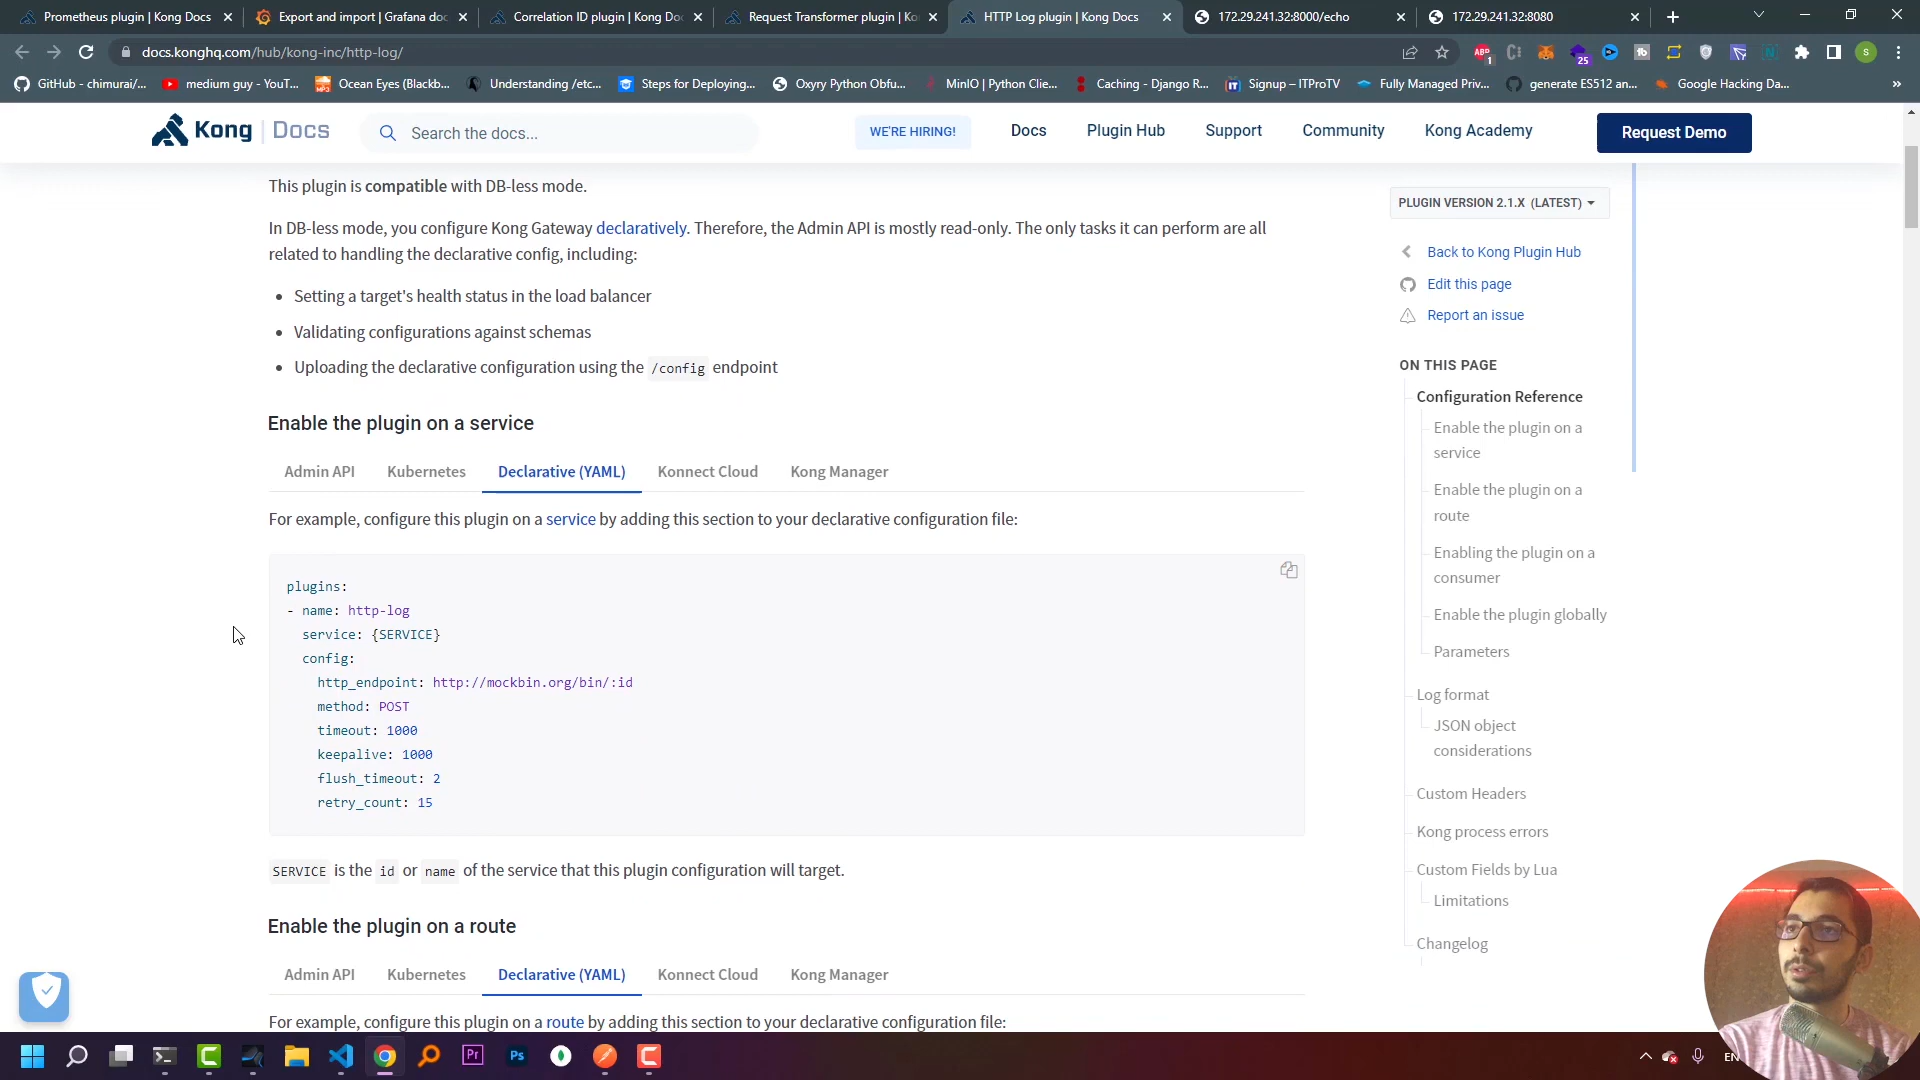 Prometheus plugin | Kong Docs
Export and import | Grafana doc
Correlation ID plugin | Kong Doc
Request Transformer plugin | Ko
HTTP Log plugin | Kong Docs
172.29.241.32:8000/echo
172.29.241.32:8080
docs.konghq.com/hub/kong-inc/http-log/
GitHub - chimurai/...
medium guy - YouT...
Ocean Eyes (Blackb...
Understanding /etc...
Steps for Deploying...
Oxyry Python Obfu...
MinIO | Python Clie...
Caching - Django R...
Signup – ITProTV
Fully Managed Priv...
generate ES512 an...
Google Hacking Da...
Kong | Docs
Search the docs...
WE'RE HIRING!
Docs
Plugin Hub
Support
Community
Kong Academy
Request Demo
This plugin is compatible with DB-less mode.
In DB-less mode, you configure Kong Gateway declaratively. Therefore, the Admin API is mostly read-only. The only tasks it can perform are all
related to handling the declarative config, including:
• Setting a target's health status in the load balancer
• Validating configurations against schemas
• Uploading the declarative configuration using the /config endpoint
Enable the plugin on a service
Admin API Kubernetes Declarative (YAML) Konnect Cloud Kong Manager
For example, configure this plugin on a service by adding this section to your declarative configuration file:
plugins:
- name: http-log
service: {SERVICE}
config:
http_endpoint: http://mockbin.org/bin/:id
method: POST
timeout: 1000
keepalive: 1000
flush_timeout: 2
retry_count: 15
SERVICE is the id or name of the service that this plugin configuration will target.
Enable the plugin on a route
Admin API Kubernetes Declarative (YAML) Konnect Cloud Kong Manager
For example, configure this plugin on a route by adding this section to your declarative configuration file:
PLUGIN VERSION 2.1.X (LATEST)
Back to Kong Plugin Hub
Edit this page
Report an issue
ON THIS PAGE
Configuration Reference
Enable the plugin on a
service
Enable the plugin on a
route
Enabling the plugin on a
consumer
Enable the plugin globally
Parameters
Log format
JSON object
considerations
Custom Headers
Kong process errors
Custom Fields by Lua
Limitations
Changelog
ABP
1
25
S
Pr
Ps
EN